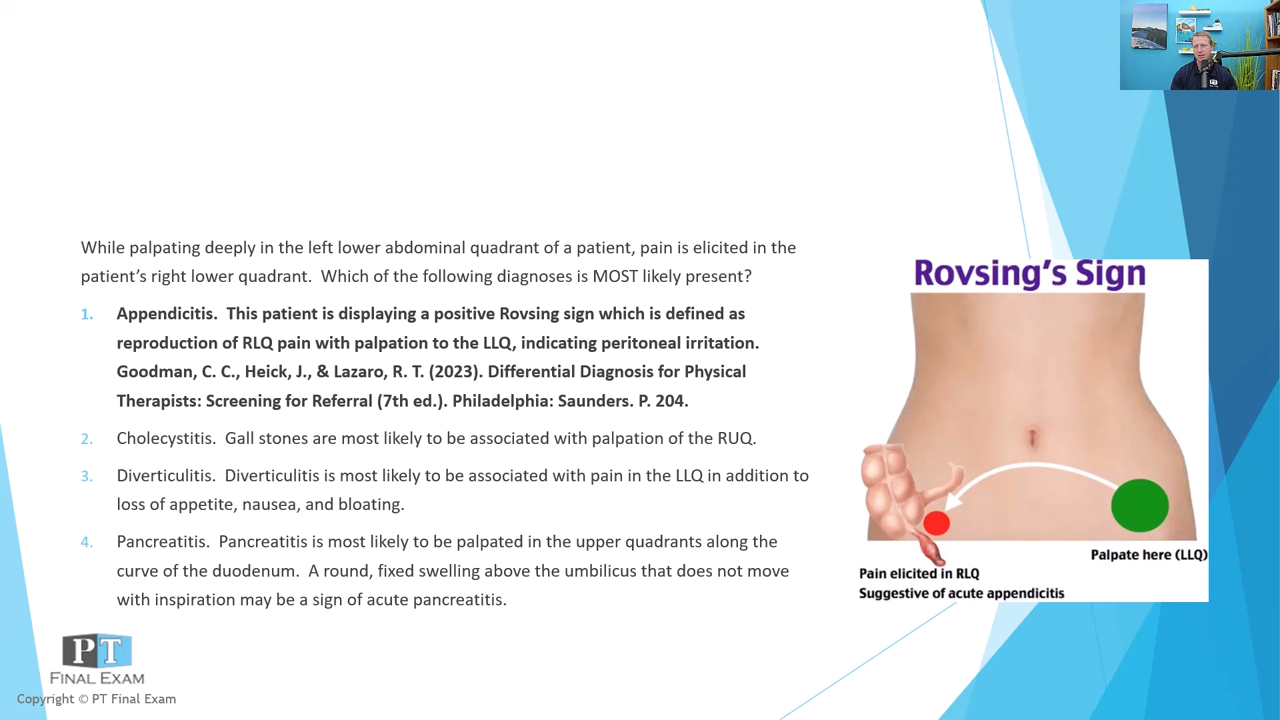 While palpating deeply in the left lower abdominal quadrant of a patient, pain is elicited in the
patient’s right lower quadrant.  Which of the following diagnoses is MOST likely present?
1. Appendicitis.  This patient is displaying a positive Rovsing sign which is defined as
reproduction of RLQ pain with palpation to the LLQ, indicating peritoneal irritation.
Goodman, C. C., Heick, J., & Lazaro, R. T. (2023). Differential Diagnosis for Physical
Therapists: Screening for Referral (7th ed.). Philadelphia: Saunders. P. 204.
2. Cholecystitis.  Gall stones are most likely to be associated with palpation of the RUQ.
3. Diverticulitis.  Diverticulitis is most likely to be associated with pain in the LLQ in addition to
loss of appetite, nausea, and bloating.
4. Pancreatitis.  Pancreatitis is most likely to be palpated in the upper quadrants along the
curve of the duodenum.  A round, fixed swelling above the umbilicus that does not move
with inspiration may be a sign of acute pancreatitis.
Rovsing's Sign
Palpate here (LLQ)
Pain elicited in RLQ
Suggestive of acute appendicitis
PT
FINAL EXAM
Copyright © PT Final Exam